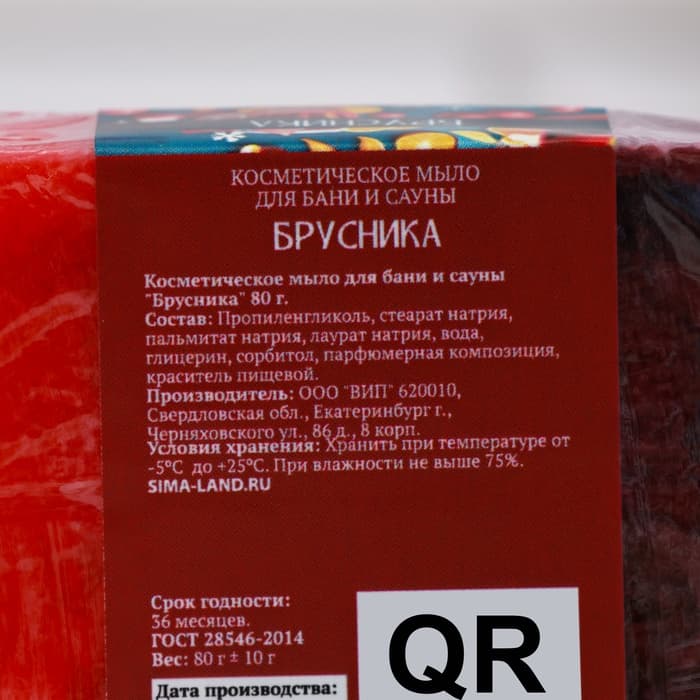 БРУСНИКА
КОСМЕТИЧЕСКОЕ МЫЛО
ДЛЯ БАНИ И САУНЫ
БРУСНИКА
Косметическое мыло для бани и сауны
"Брусника" 80 г.
Состав: Пропиленгликоль, стеарат натрия,
пальмитат натрия, лаурат натрия, вода,
глицерин, сорбитол, парфюмерная композиция,
краситель пищевой.
Производитель: ООО "ВИП" 620010,
Свердловская обл., Екатеринбург г.,
Черняховского ул., 86 д., 8 корп.
Условия хранения: Хранить при температуре от
-5°С до +25°С. При влажности не выше 75%.
SIMA-LAND.RU
Срок годности:
36 месяцев.
ГОСТ 28546-2014
Вес: 80 г ± 10 г
Дата производства:
QR